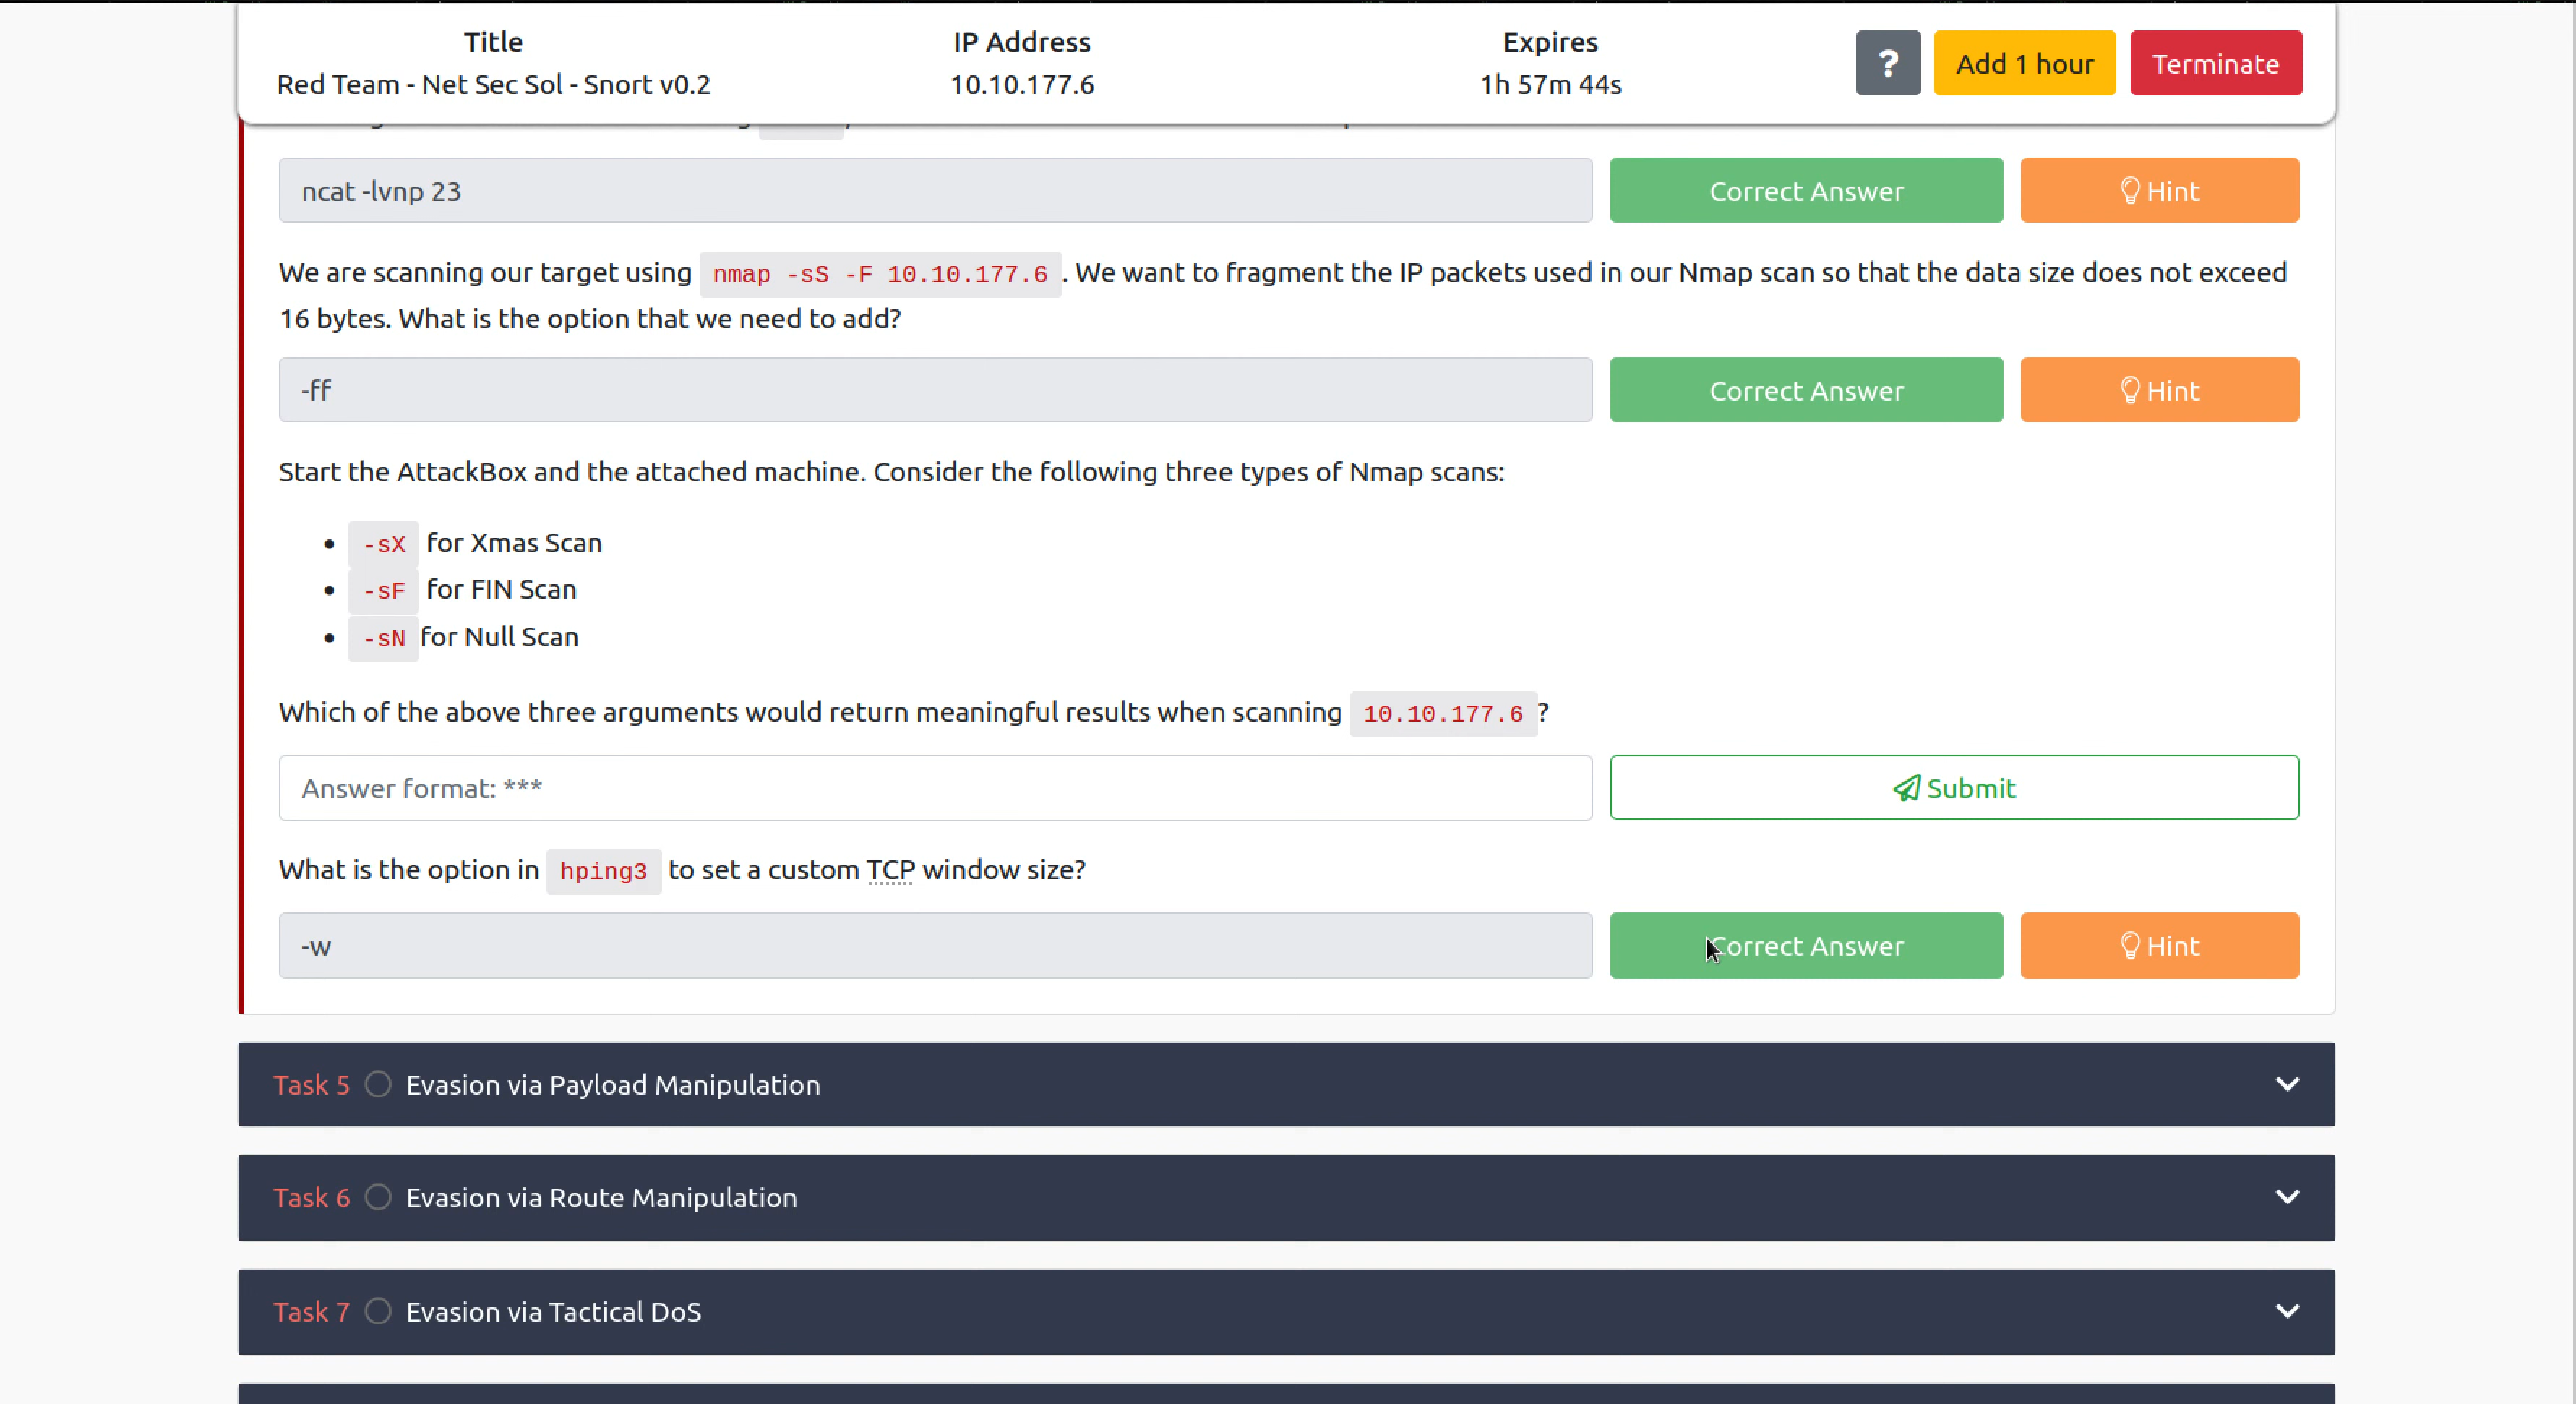 Title
IP Address
Expires
Red Team - Net Sec Sol - Snort v0.2
10.10.177.6
1h 57m 44s
?
Add 1 hour
Terminate
ncat -lvnp 23
Correct Answer
Hint
We are scanning our target using nmap -sS -F 10.10.177.6 . We want to fragment the IP packets used in our Nmap scan so that the data size does not exceed
16 bytes. What is the option that we need to add?
-ff
Correct Answer
Hint
Start the AttackBox and the attached machine. Consider the following three types of Nmap scans:
• -sX for Xmas Scan
• -sF for FIN Scan
• -sN for Null Scan
Which of the above three arguments would return meaningful results when scanning 10.10.177.6 ?
Answer format: ***
Submit
What is the option in hping3 to set a custom TCP window size?
-w
Correct Answer
Hint
Task 5 Evasion via Payload Manipulation
Task 6 Evasion via Route Manipulation
Task 7 Evasion via Tactical DoS